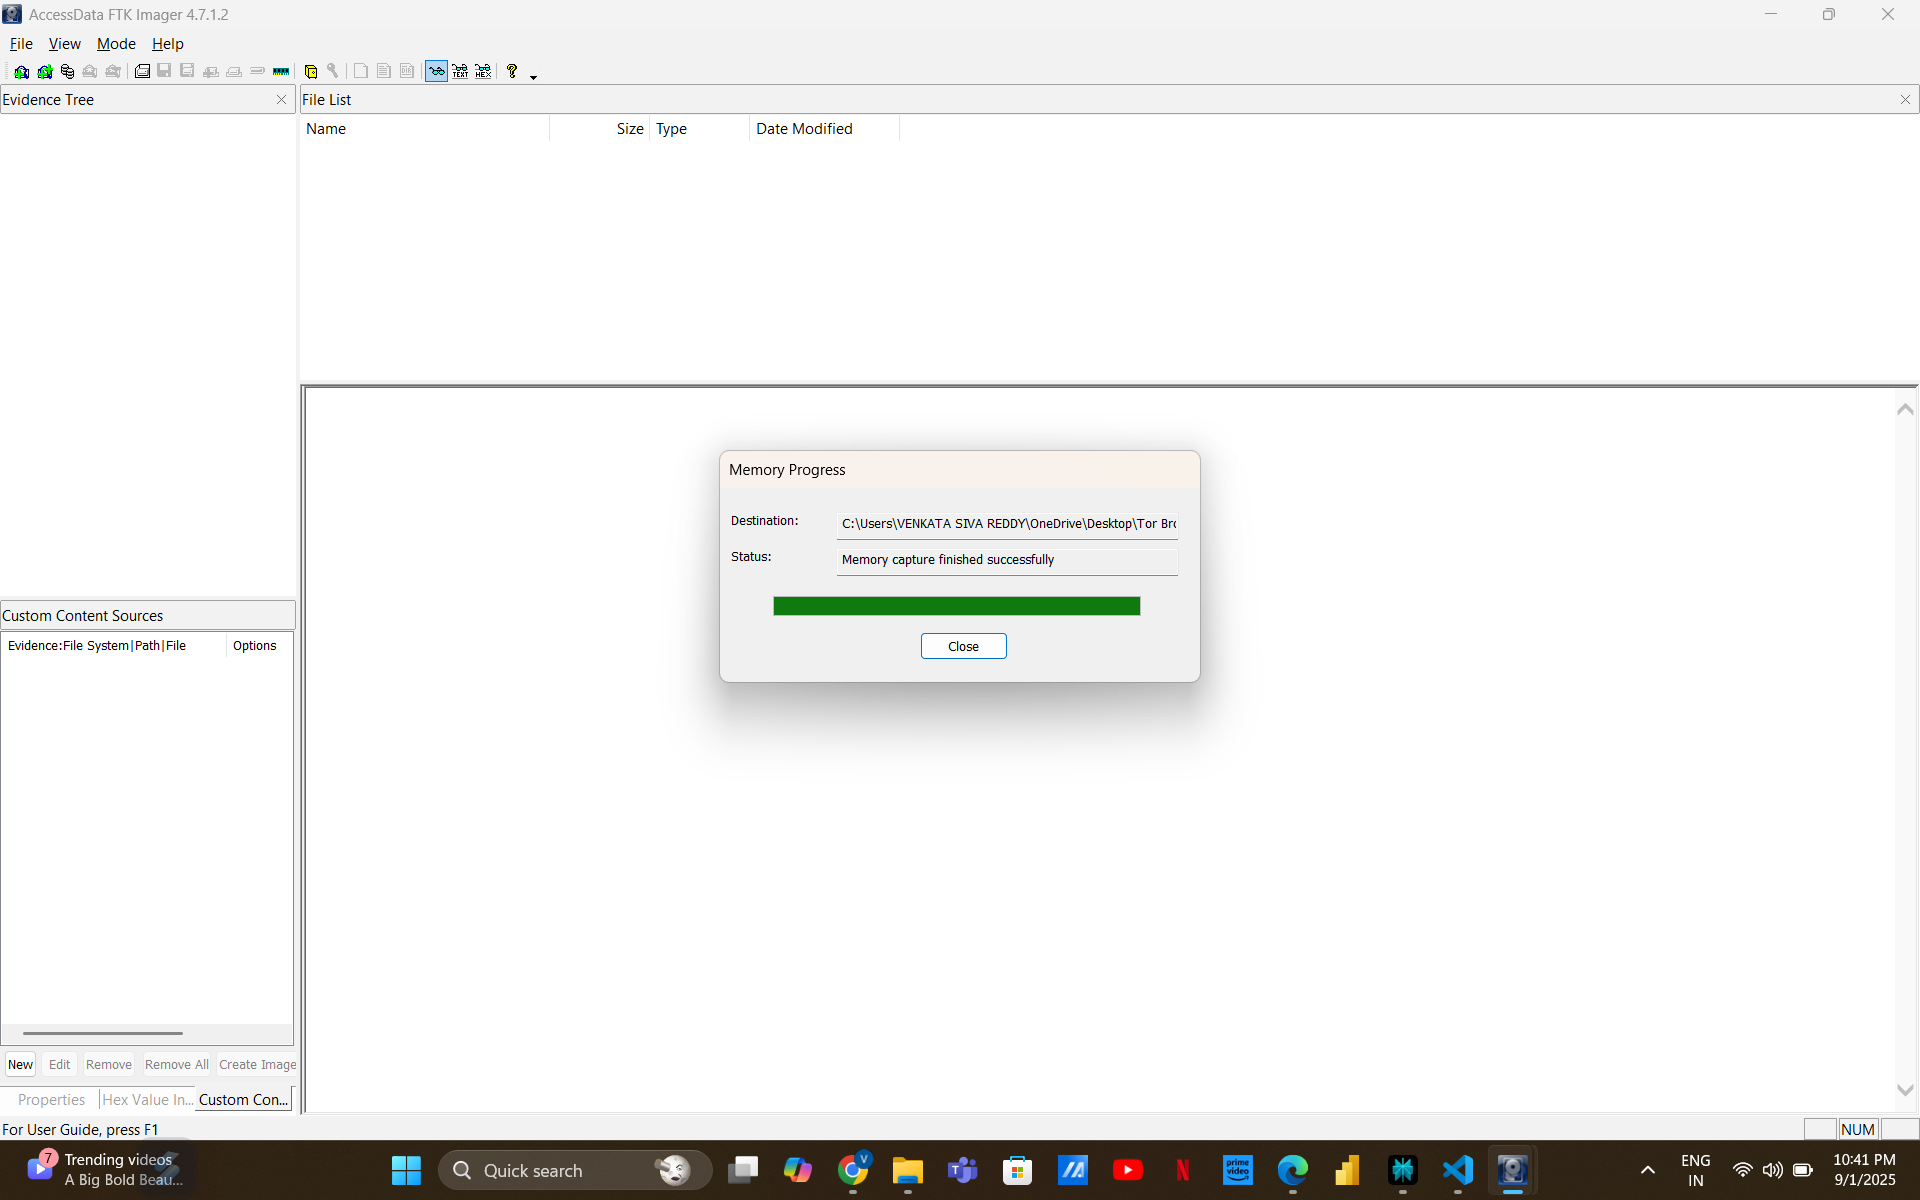 AccessData FTK Imager 4.7.1.2
File View Mode Help
TEXT HEX
Evidence Tree
File List
Name Size Type Date Modified
Memory Progress
Destination: C:\Users\VENKATA SIVA REDDY\OneDrive\Desktop\Tor Bro
Status: Memory capture finished successfully
Close
Custom Content Sources
Evidence:File System|Path|File Options
New Edit Remove Remove All Create Image
Properties Hex Value In... Custom Con...
For User Guide, press F1
NUM
7 Trending videos
A Big Bold Beau...
Quick search
V
prime video
ENG
IN
10:41 PM
9/1/2025